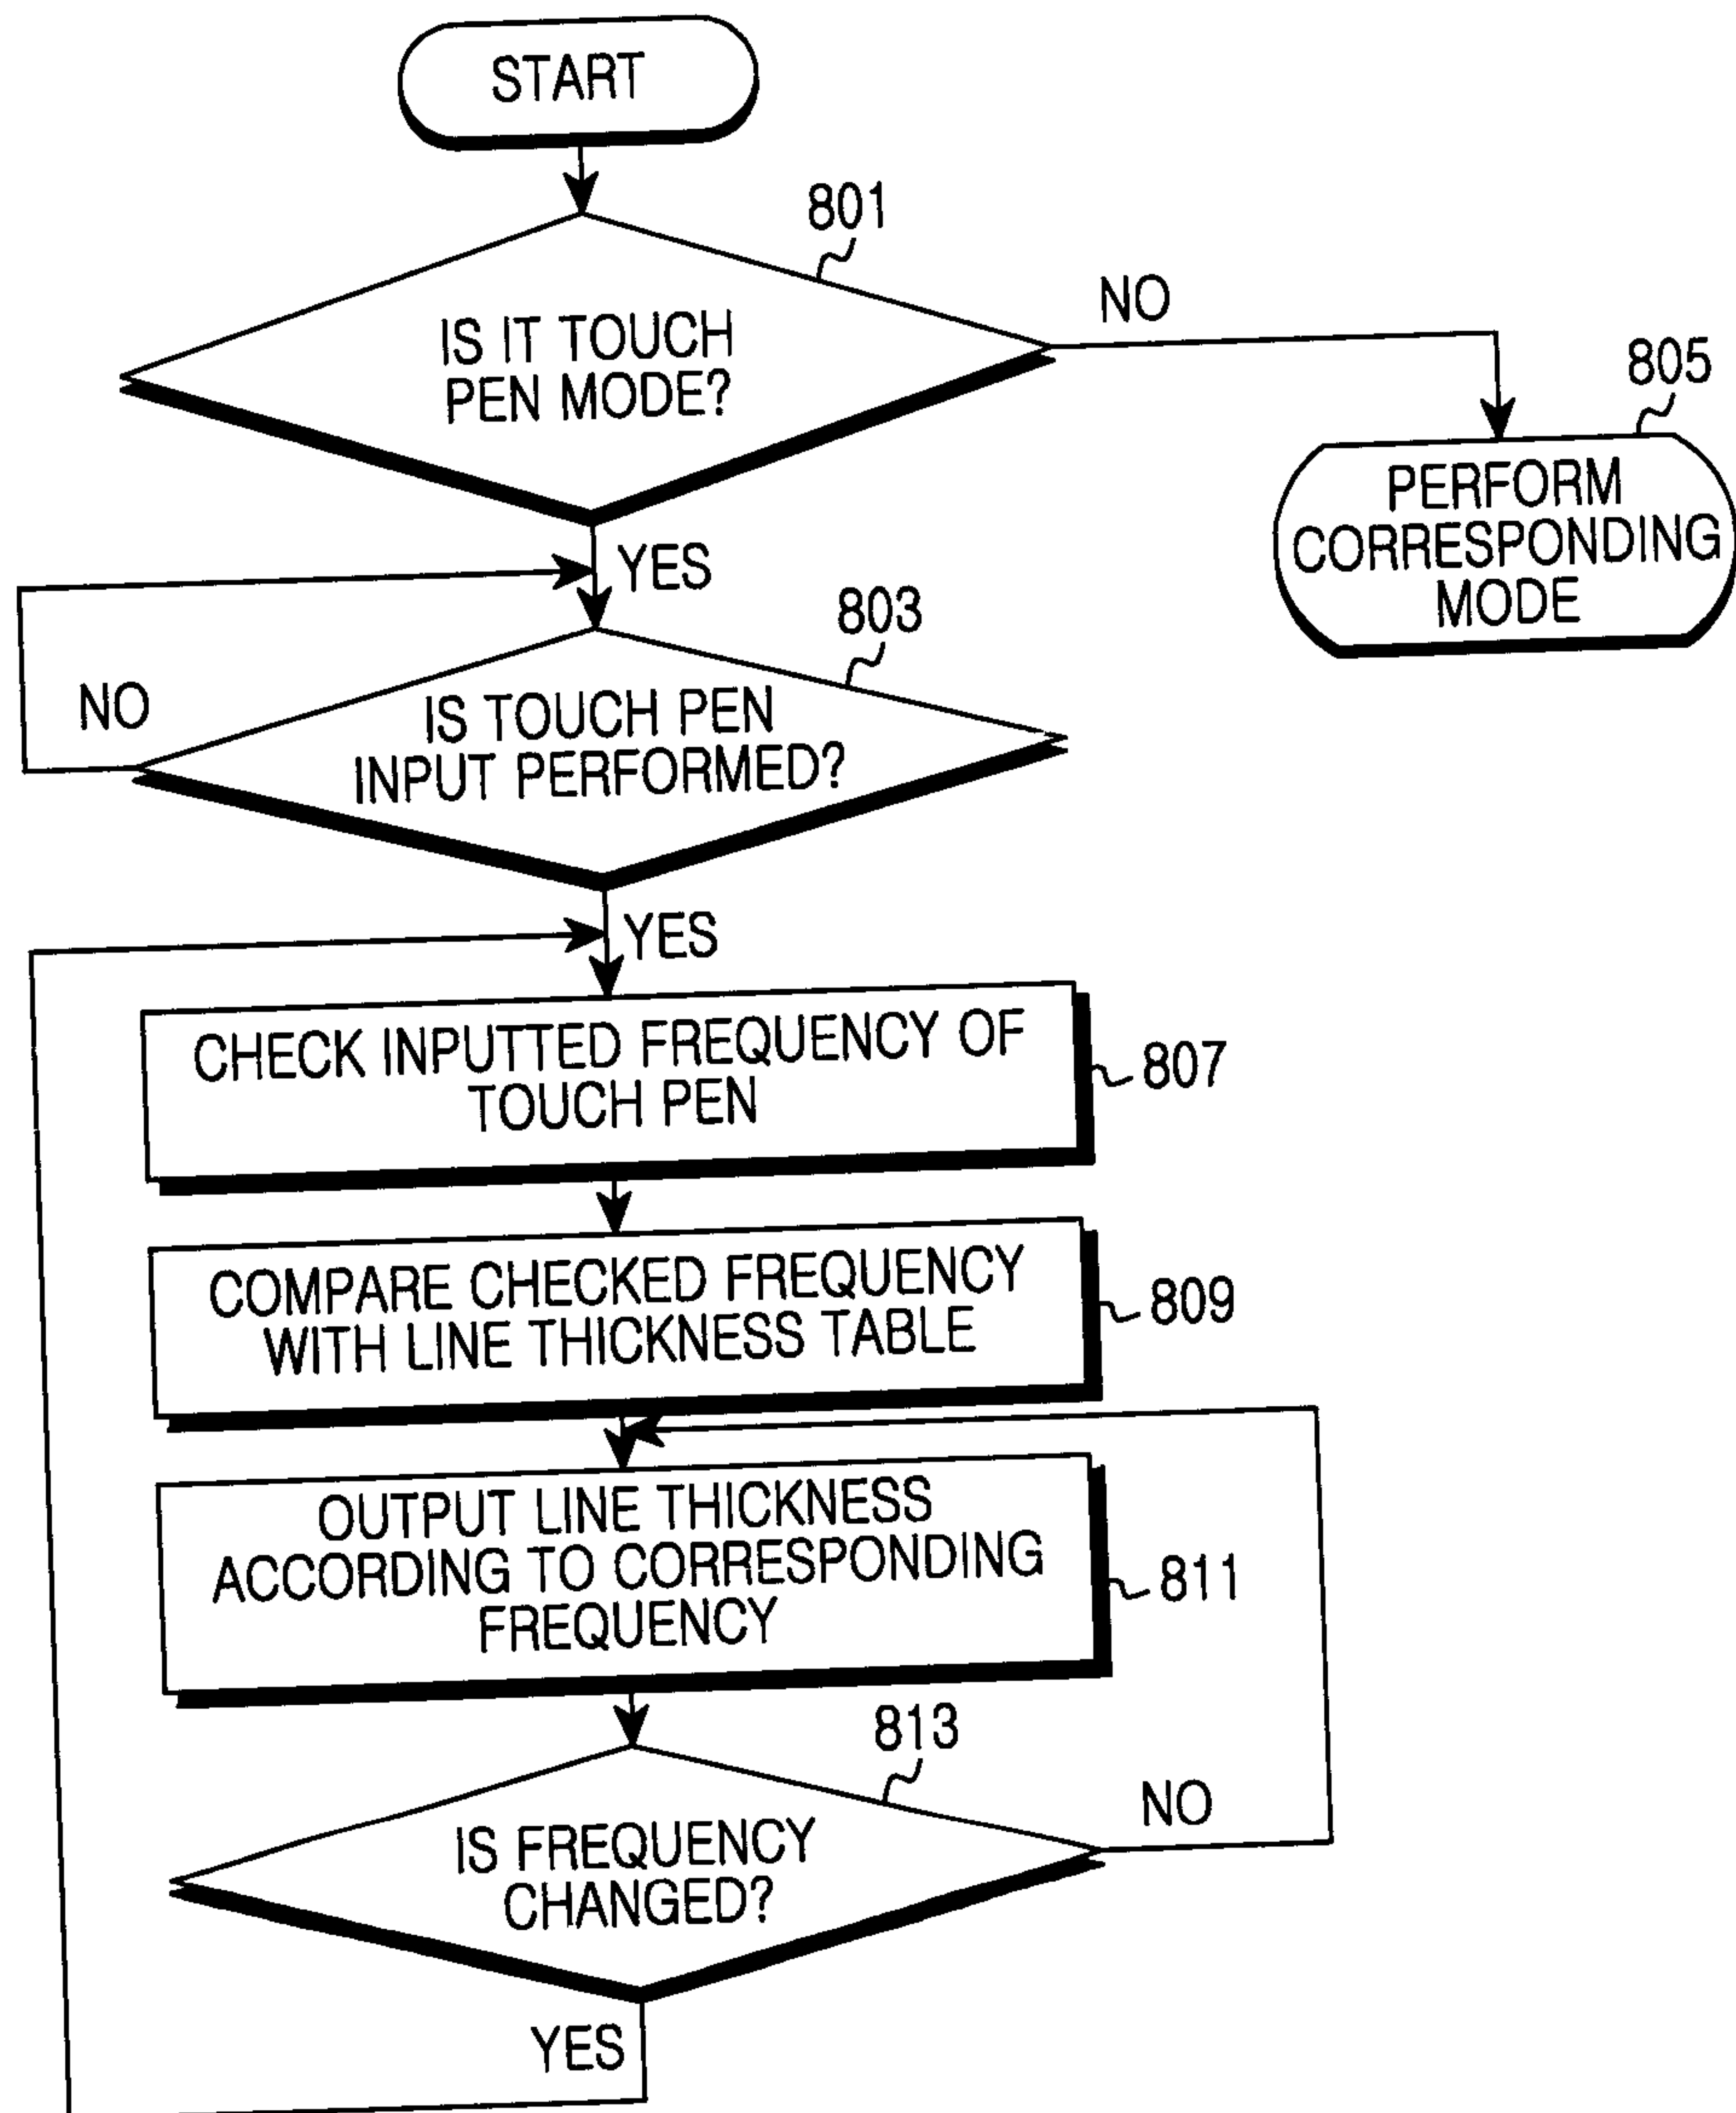 START
801
IS IT TOUCH
PEN MODE?
NO
805
PERFORM
CORRESPONDING
MODE
YES
803
IS TOUCH PEN
INPUT PERFORMED?
NO
YES
CHECK INPUTTED FREQUENCY OF
TOUCH PEN
807
COMPARE CHECKED FREQUENCY
WITH LINE THICKNESS TABLE
809
OUTPUT LINE THICKNESS
ACCORDING TO CORRESPONDING
FREQUENCY
811
813
IS FREQUENCY
CHANGED?
NO
YES